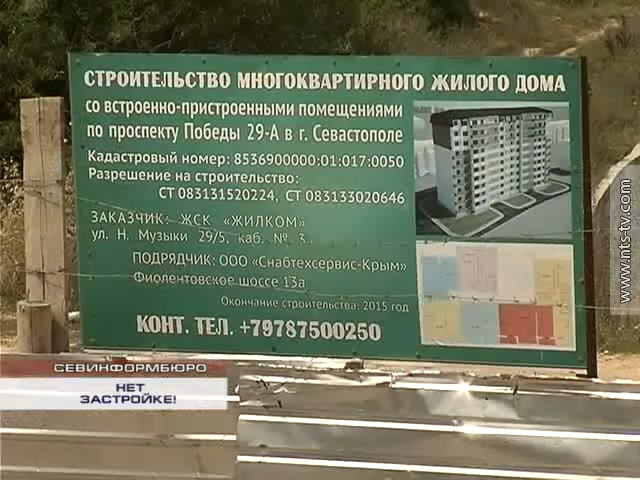 СТРОИТЕЛЬСТВО МНОГОКВАРТИРНОГО ЖИЛОГО ДОМА
со встроенно-пристроенными помещениями
по проспекту Победы 29-А в г. Севастополе
Кадастровый номер: 8536900000:01:017:0050
Разрешение на строительство:
СТ 083131520224, СТ 083133020646
ЗАКАЗЧИК: ЖСК «ЖИЛКОМ»
ул. Н. Музыки 29/5, каб. № 3
ПОДРЯДЧИК: ООО «Снабтехсервис-Крым»
Фиолентовское шоссе 13а
Окончание строительства: 2015 год
КОНТ. ТЕЛ. +79787500250
www.nts-tv.com
СЕВИНФОРМБЮРО
НЕТ
ЗАСТРОЙКЕ!